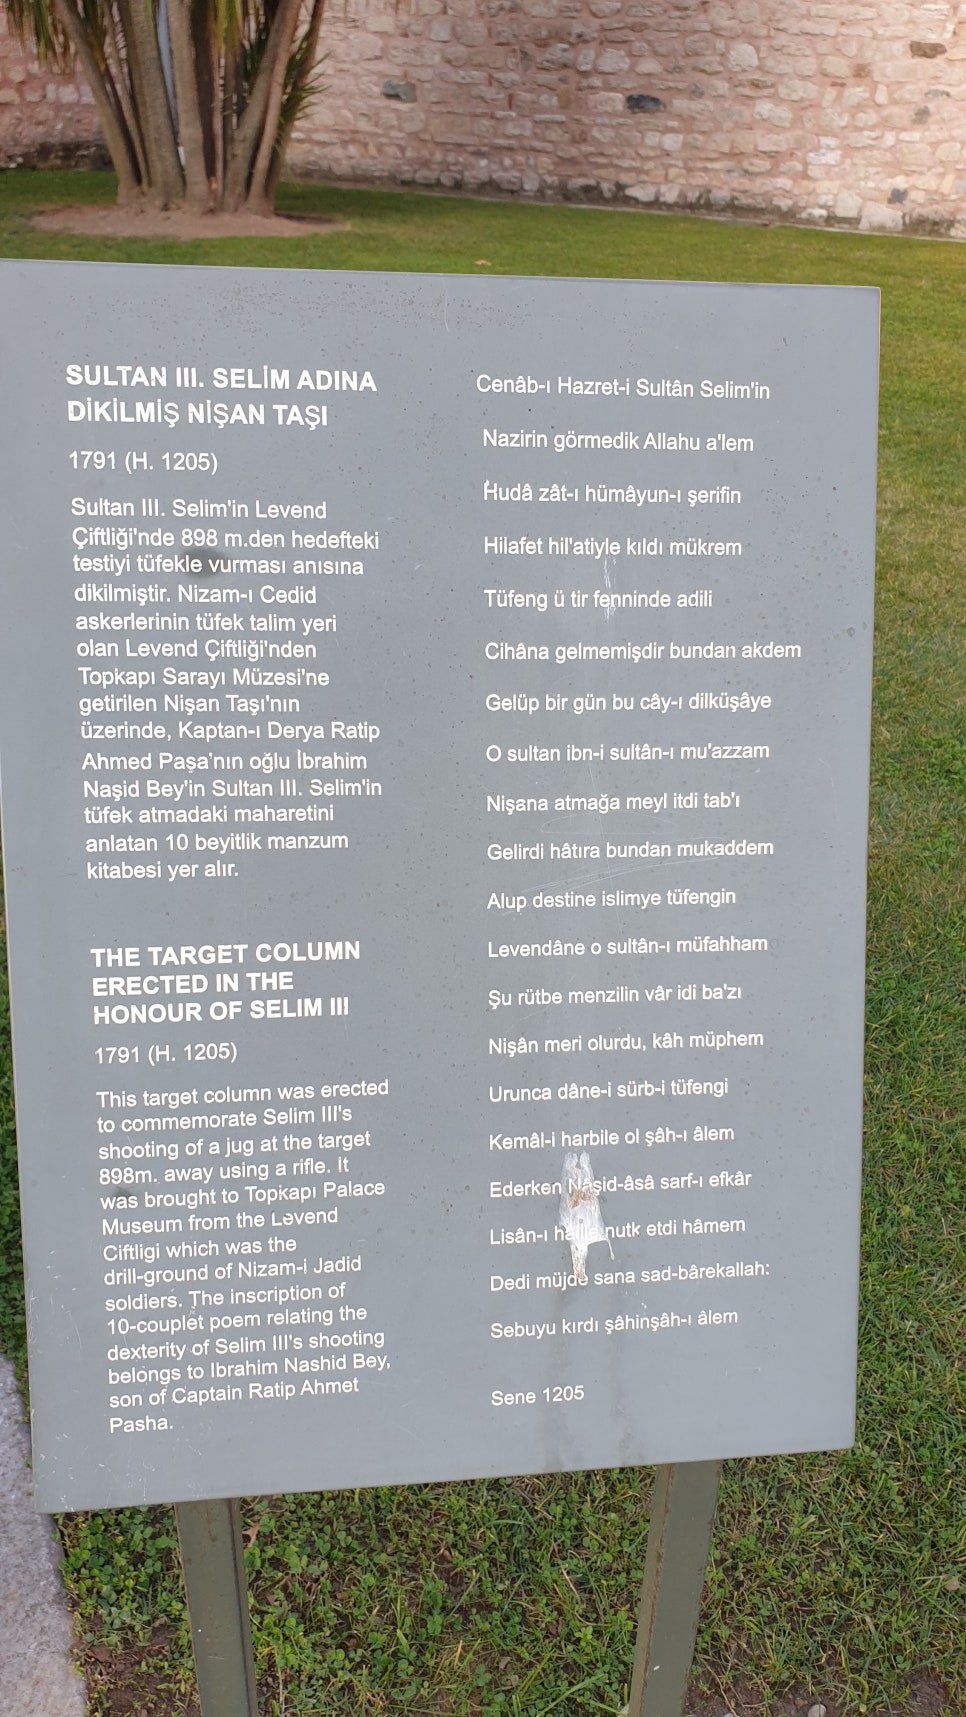 SULTAN III. SELİM ADINA
DİKİLMİŞ NİŞAN TAŞI
1791 (H. 1205)
Sultan III. Selim'in Levend
Çiftliği'nde 898 m.den hedefteki
testiyi tüfekle vurması anısına
dikilmiştir. Nizam-ı Cedid
askerlerinin tüfek talim yeri
olan Levend Çiftliği'nden
Topkapı Sarayı Müzesi'ne
getirilen Nişan Taşı'nın
üzerinde, Kaptan-ı Derya Ratip
Ahmed Paşa'nın oğlu İbrahim
Naşid Bey'in Sultan III. Selim'in
tüfek atmadaki maharetini
anlatan 10 beyitlik manzum
kitabesi yer alır.
THE TARGET COLUMN
ERECTED IN THE
HONOUR OF SELIM III
1791 (H. 1205)
This target column was erected
to commemorate Selim III's
shooting of a jug at the target
898m. away using a rifle. It
was brought to Topkapı Palace
Museum from the Levend
Ciftligi which was the
drill-ground of Nizam-i Jadid
soldiers. The inscription of
10-couplet poem relating the
dexterity of Selim III's shooting
belongs to Ibrahim Nashid Bey,
son of Captain Ratip Ahmet
Pasha.
Cenâb-ı Hazret-i Sultân Selim'in
Nazirin görmedik Allahu a'lem
Hudâ zât-ı hümâyun-ı şerifin
Hilafet hil'atiyle kıldı mükrem
Tüfeng ü tir fenninde adili
Cihâna gelmemişdir bundan akdem
Gelüp bir gün bu cây-ı dilküşâye
O sultan ibn-i sultân-ı mu'azzam
Nişana atmağa meyl itdi tab'ı
Gelirdi hâtıra bundan mukaddem
Alup destine islimye tüfengin
Levendâne o sultân-ı müfahham
Şu rütbe menzilin vâr idi ba'zı
Nişân meri olurdu, kâh müphem
Urunca dâne-i sürb-i tüfengi
Kemâl-i harbile ol şâh-ı âlem
Ederken Nâşid-âsâ sarf-ı efkâr
Lisân-ı nutk etdi hâmem
Dedi müjde sana sad-bârekallah:
Sebuyu kırdı şâhinşâh-ı âlem
Sene 1205